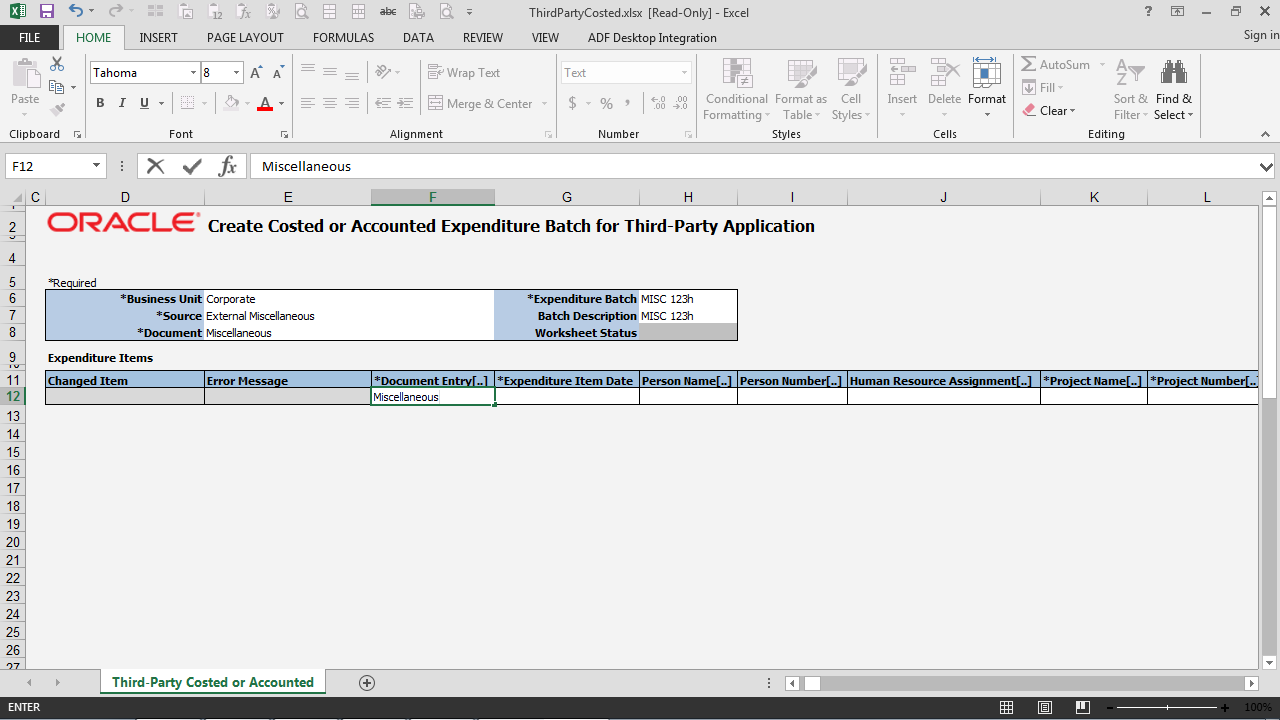 ThirdPartyCosted.xlsx [Read-Only] - Excel
FILE HOME INSERT PAGE LAYOUT FORMULAS DATA REVIEW VIEW ADF Desktop Integration Sign in
Tahoma 8 Wrap Text Text AutoSum
Fill
Paste B I U A Merge & Center $ % Conditional Formatting Format as Table Cell Styles Insert Delete Format Clear Sort & Filter Find & Select
Clipboard Font Alignment Number Styles Cells Editing
F12 fx Miscellaneous
C D E F G H I J K L
2 ORACLE Create Costed or Accounted Expenditure Batch for Third-Party Application
4
5 *Required
6 *Business Unit Corporate *Expenditure Batch MISC 123h
7 *Source External Miscellaneous Batch Description MISC 123h
8 *Document Miscellaneous Worksheet Status
9 Expenditure Items
10
11 Changed Item Error Message *Document Entry[..] *Expenditure Item Date Person Name[..] Person Number[..] Human Resource Assignment[..] *Project Name[..] *Project Number[..]
12 Miscellaneous
13
14
15
16
17
18
19
20
21
22
23
24
25
26
27
Third-Party Costed or Accounted
ENTER 100%